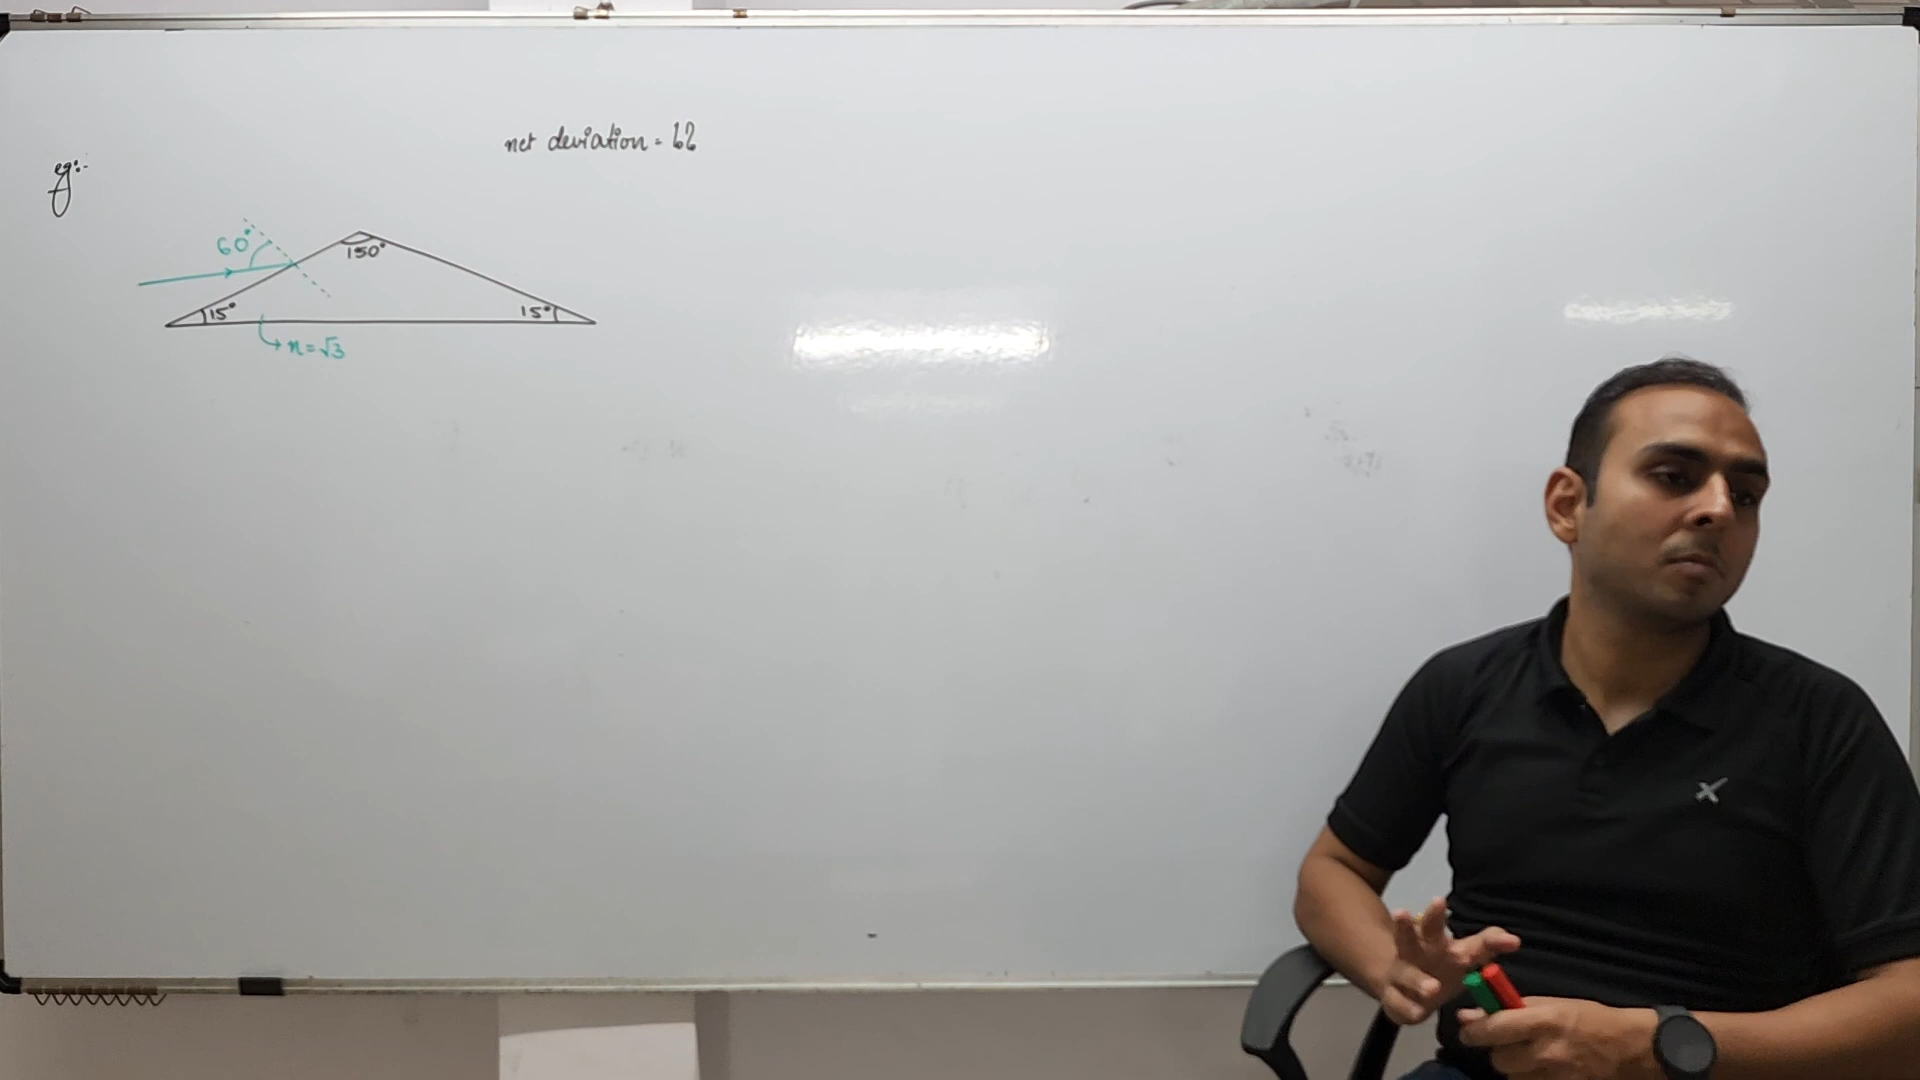 net deviation = 62
eg:-
60°
150°
15°
15°
n=√3